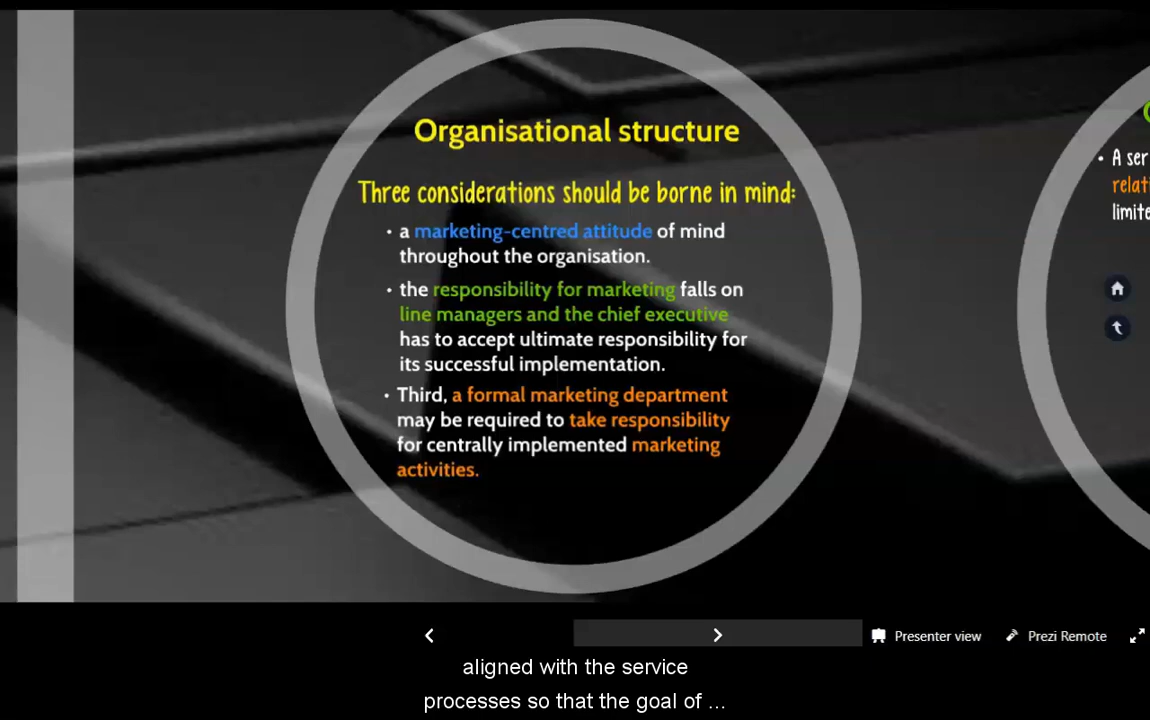 Organisational structure
Three considerations should be borne in mind:
• a marketing-centred attitude of mind
throughout the organisation.
• the responsibility for marketing falls on
line managers and the chief executive
has to accept ultimate responsibility for
its successful implementation.
• Third, a formal marketing department
may be required to take responsibility
for centrally implemented marketing
activities.
• A ser
relati
limite
Presenter view
Prezi Remote
aligned with the service
processes so that the goal of ...